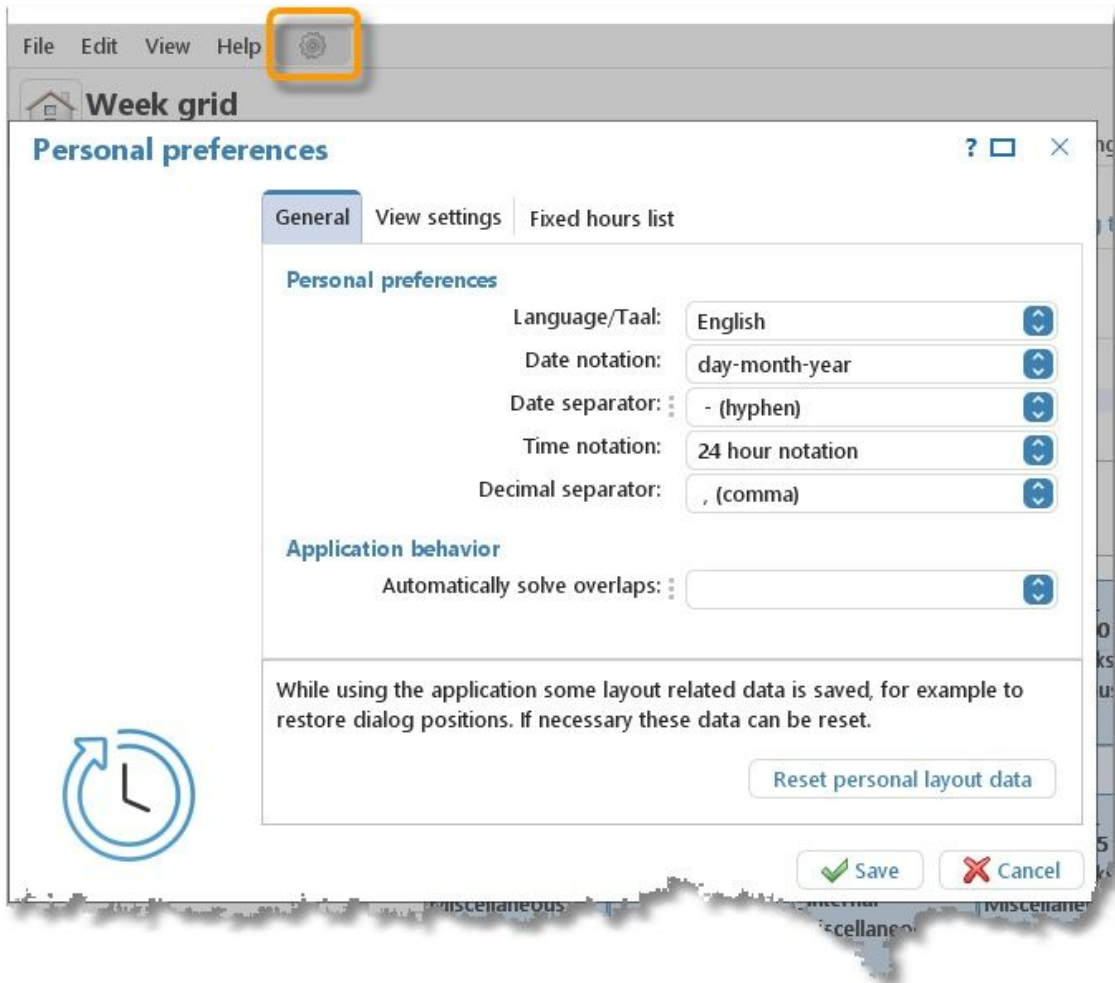 File Edit View Help
Week grid
Personal preferences ?
General View settings Fixed hours list
Personal preferences
Language/Taal: English
Date notation: day-month-year
Date separator: - (hyphen)
Time notation: 24 hour notation
Decimal separator: , (comma)
Application behavior
Automatically solve overlaps:
While using the application some layout related data is saved, for example to
restore dialog positions. If necessary these data can be reset.
Reset personal layout data
Save Cancel
Miscellaneous